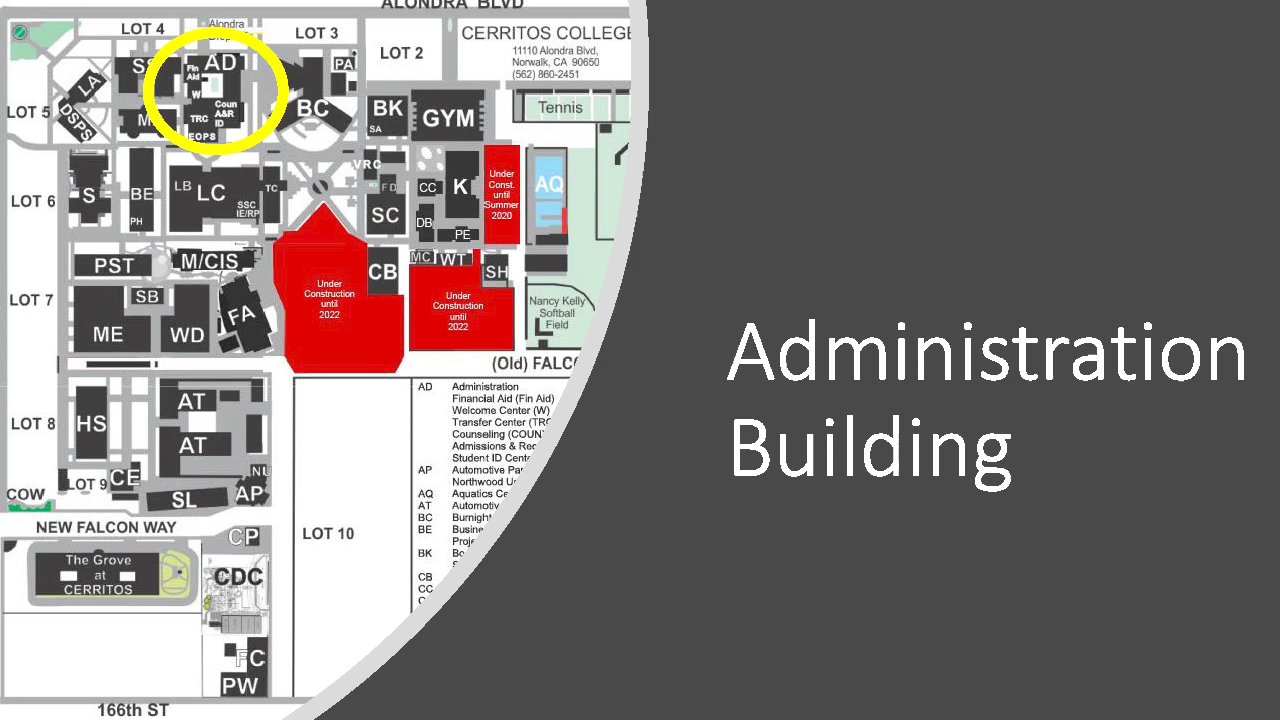 ALONDRA BLVD
LOT 4
Alondra
LOT 3
LOT 2
CERRITOS COLLEGE
11110 Alondra Blvd,
Norwalk, CA 90650
(562) 860-2451
LOT 5
LA
DSPS
AD
Fin
Aid
W
Coun
A&R
ID
TRC
EOPS
BC
PA
BK
SA
GYM
Tennis
LOT 6
S
BE
PH
LB
LC
SSC
IE/RP
TC
VRC
FD
SC
CC
DB
K
PE
Under
Const.
until
Summer
2020
AQ
PST
M/CIS
CB
MC
WT
SH
LOT 7
ME
SB
WD
FA
Under
Construction
until
2022
Under
Construction
until
2022
Nancy Kelly
Softball
Field
(Old) FALC
LOT 8
HS
AT
AT
LOT 9
CE
NU
AP
SL
COW
NEW FALCON WAY
CP
The Grove
at
CERRITOS
CDC
FC
PW
166th ST
LOT 10
AD Administration
Financial Aid (Fin Aid)
Welcome Center (W)
Transfer Center (TRC
Counseling (COUN
Admissions & Rec
Student ID Cente
AP Automotive Pa
Northwood U
AQ Aquatics Ce
AT Automotiv
BC Burnigh
BE Busine
Proje
BK Bo
CB
CC
Administration
Building